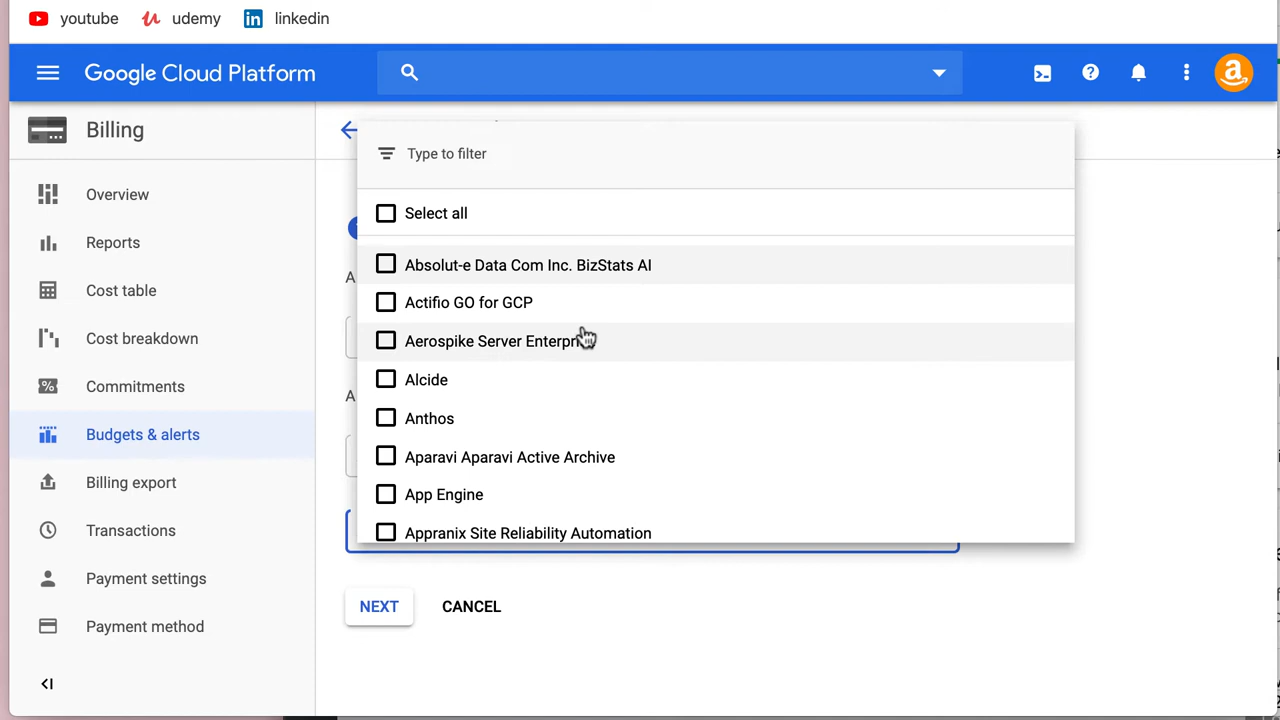 youtube
udemy
linkedin
Google Cloud Platform
Billing
Overview
Reports
Cost table
Cost breakdown
Commitments
Budgets & alerts
Billing export
Transactions
Payment settings
Payment method
Type to filter
Select all
Absolut-e Data Com Inc. BizStats AI
Actifio GO for GCP
Aerospike Server Enterpri
Alcide
Anthos
Aparavi Aparavi Active Archive
App Engine
Appranix Site Reliability Automation
NEXT
CANCEL